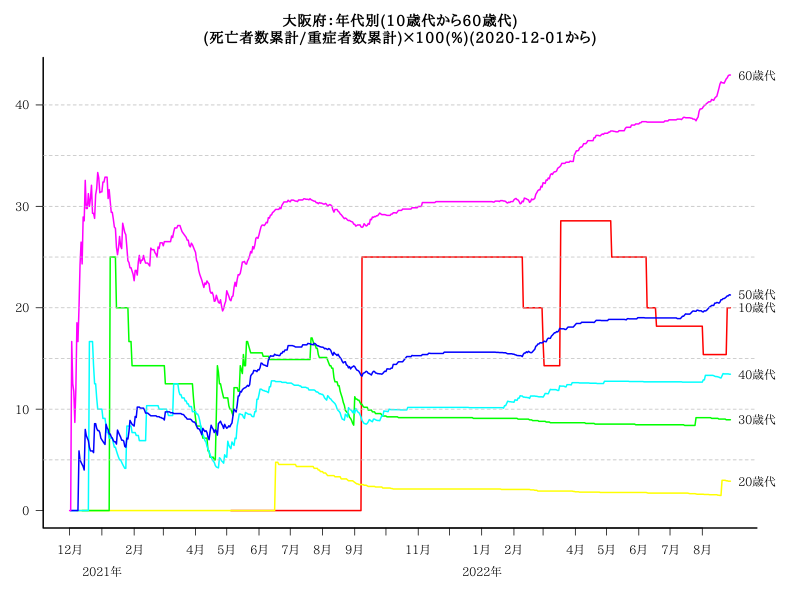 大阪府：年代別(10歳代から60歳代)
(死亡者数累計/重症者数累計)×100(%)(2020-12-01から)
60歳代
40
30
50歳代
20
10歳代
40歳代
10
30歳代
20歳代
0
12月 2月 4月 5月 6月 7月 8月 9月 11月 1月 2月 4月 5月 6月 7月 8月
2021年 2022年